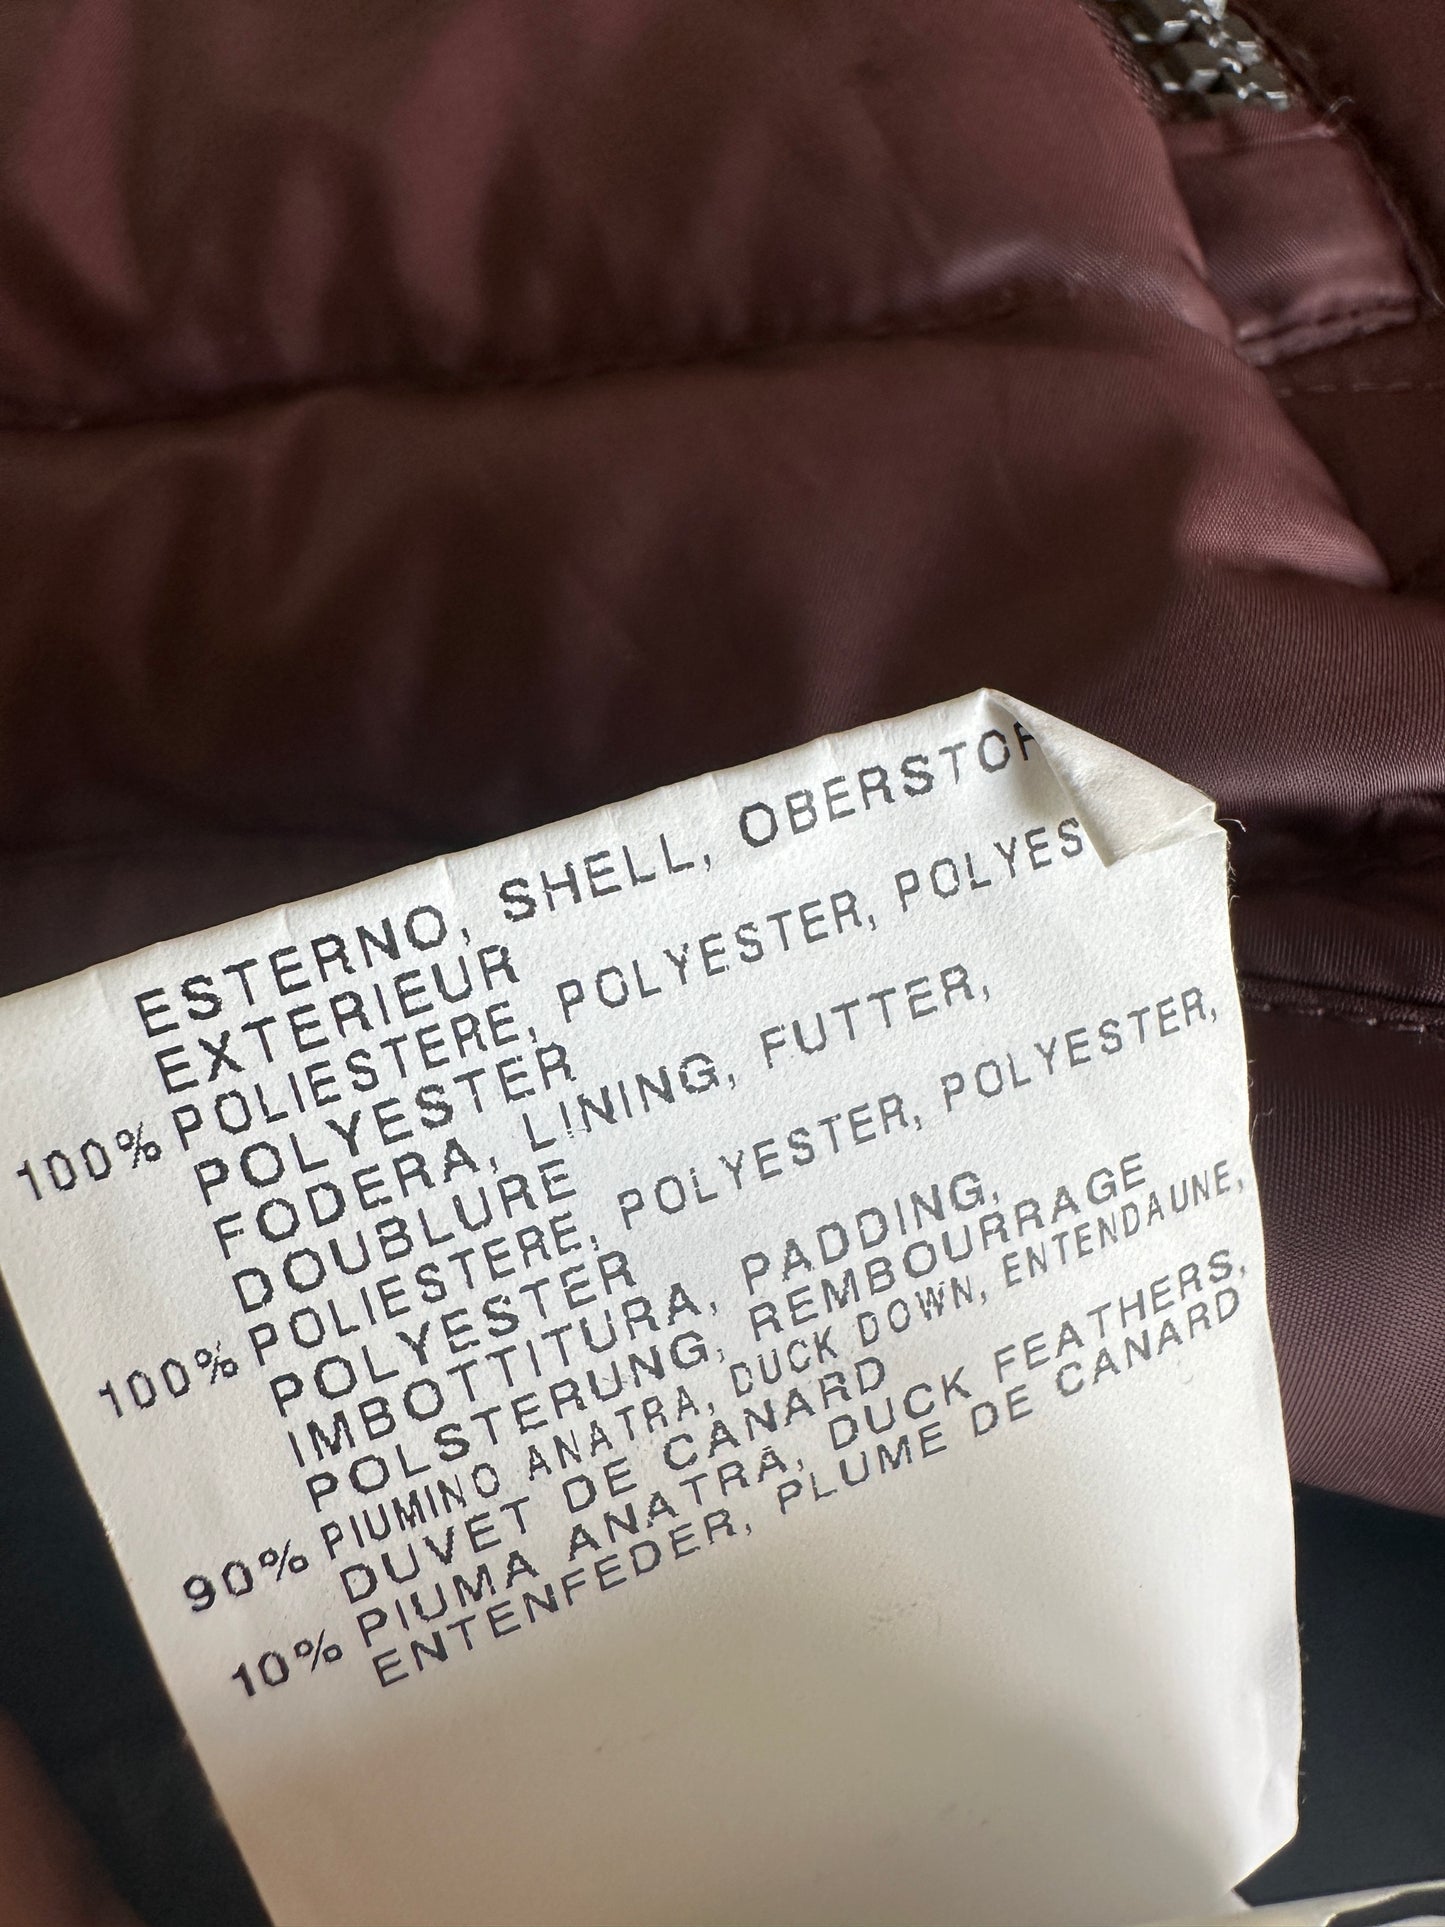 ESTERNO, SHELL, OBERSTOF
EXTERIEUR
100% POLIESTERE, POLYESTER, POLYES
POLYESTER
FODERA, LINING, FUTTER,
DOUBLURE
100% POLIESTERE, POLYESTER, POLYESTER,
POLYESTER
IMBOTTITURA, PADDING,
POLSTERUNG, REMBOURRAGE
90% PIUMINO ANATRA, DUCK DOWN, ENTENDAUNE,
DUVET DE CANARD
10% PIUMA ANATRA, DUCK FEATHERS,
ENTENFEDER, PLUME DE CANARD